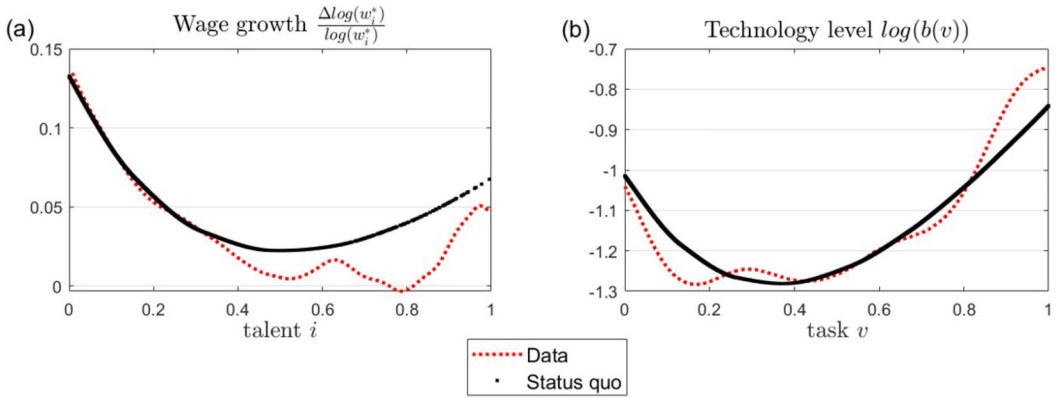 (a)
Wage growth Δlog(w_i^*)/log(w_i^*)
0.15
0.1
0.05
0
0 0.2 0.4 0.6 0.8 1
talent i
(b)
Technology level log(b(v))
-0.7
-0.8
-0.9
-1
-1.1
-1.2
-1.3
0 0.2 0.4 0.6 0.8 1
task v
Data
Status quo